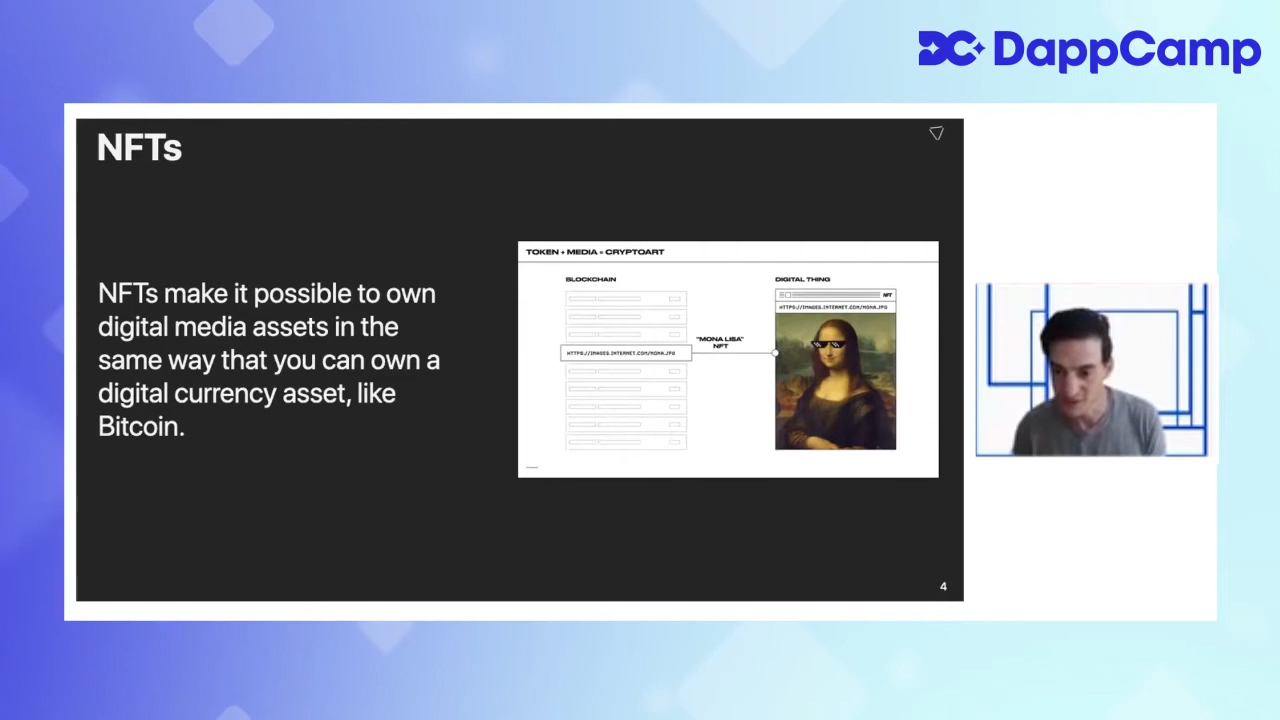 DappCamp
NFTs
NFTs make it possible to own
digital media assets in the
same way that you can own a
digital currency asset, like
Bitcoin.
TOKEN + MEDIA = CRYPTOART
BLOCKCHAIN
HTTPS://IMAGES.INTERNET.COM/MONA.JPG
"MONA LISA"
NFT
DIGITAL THING
NFT
HTTPS://IMAGES.INTERNET.COM/MONA.JPG
4